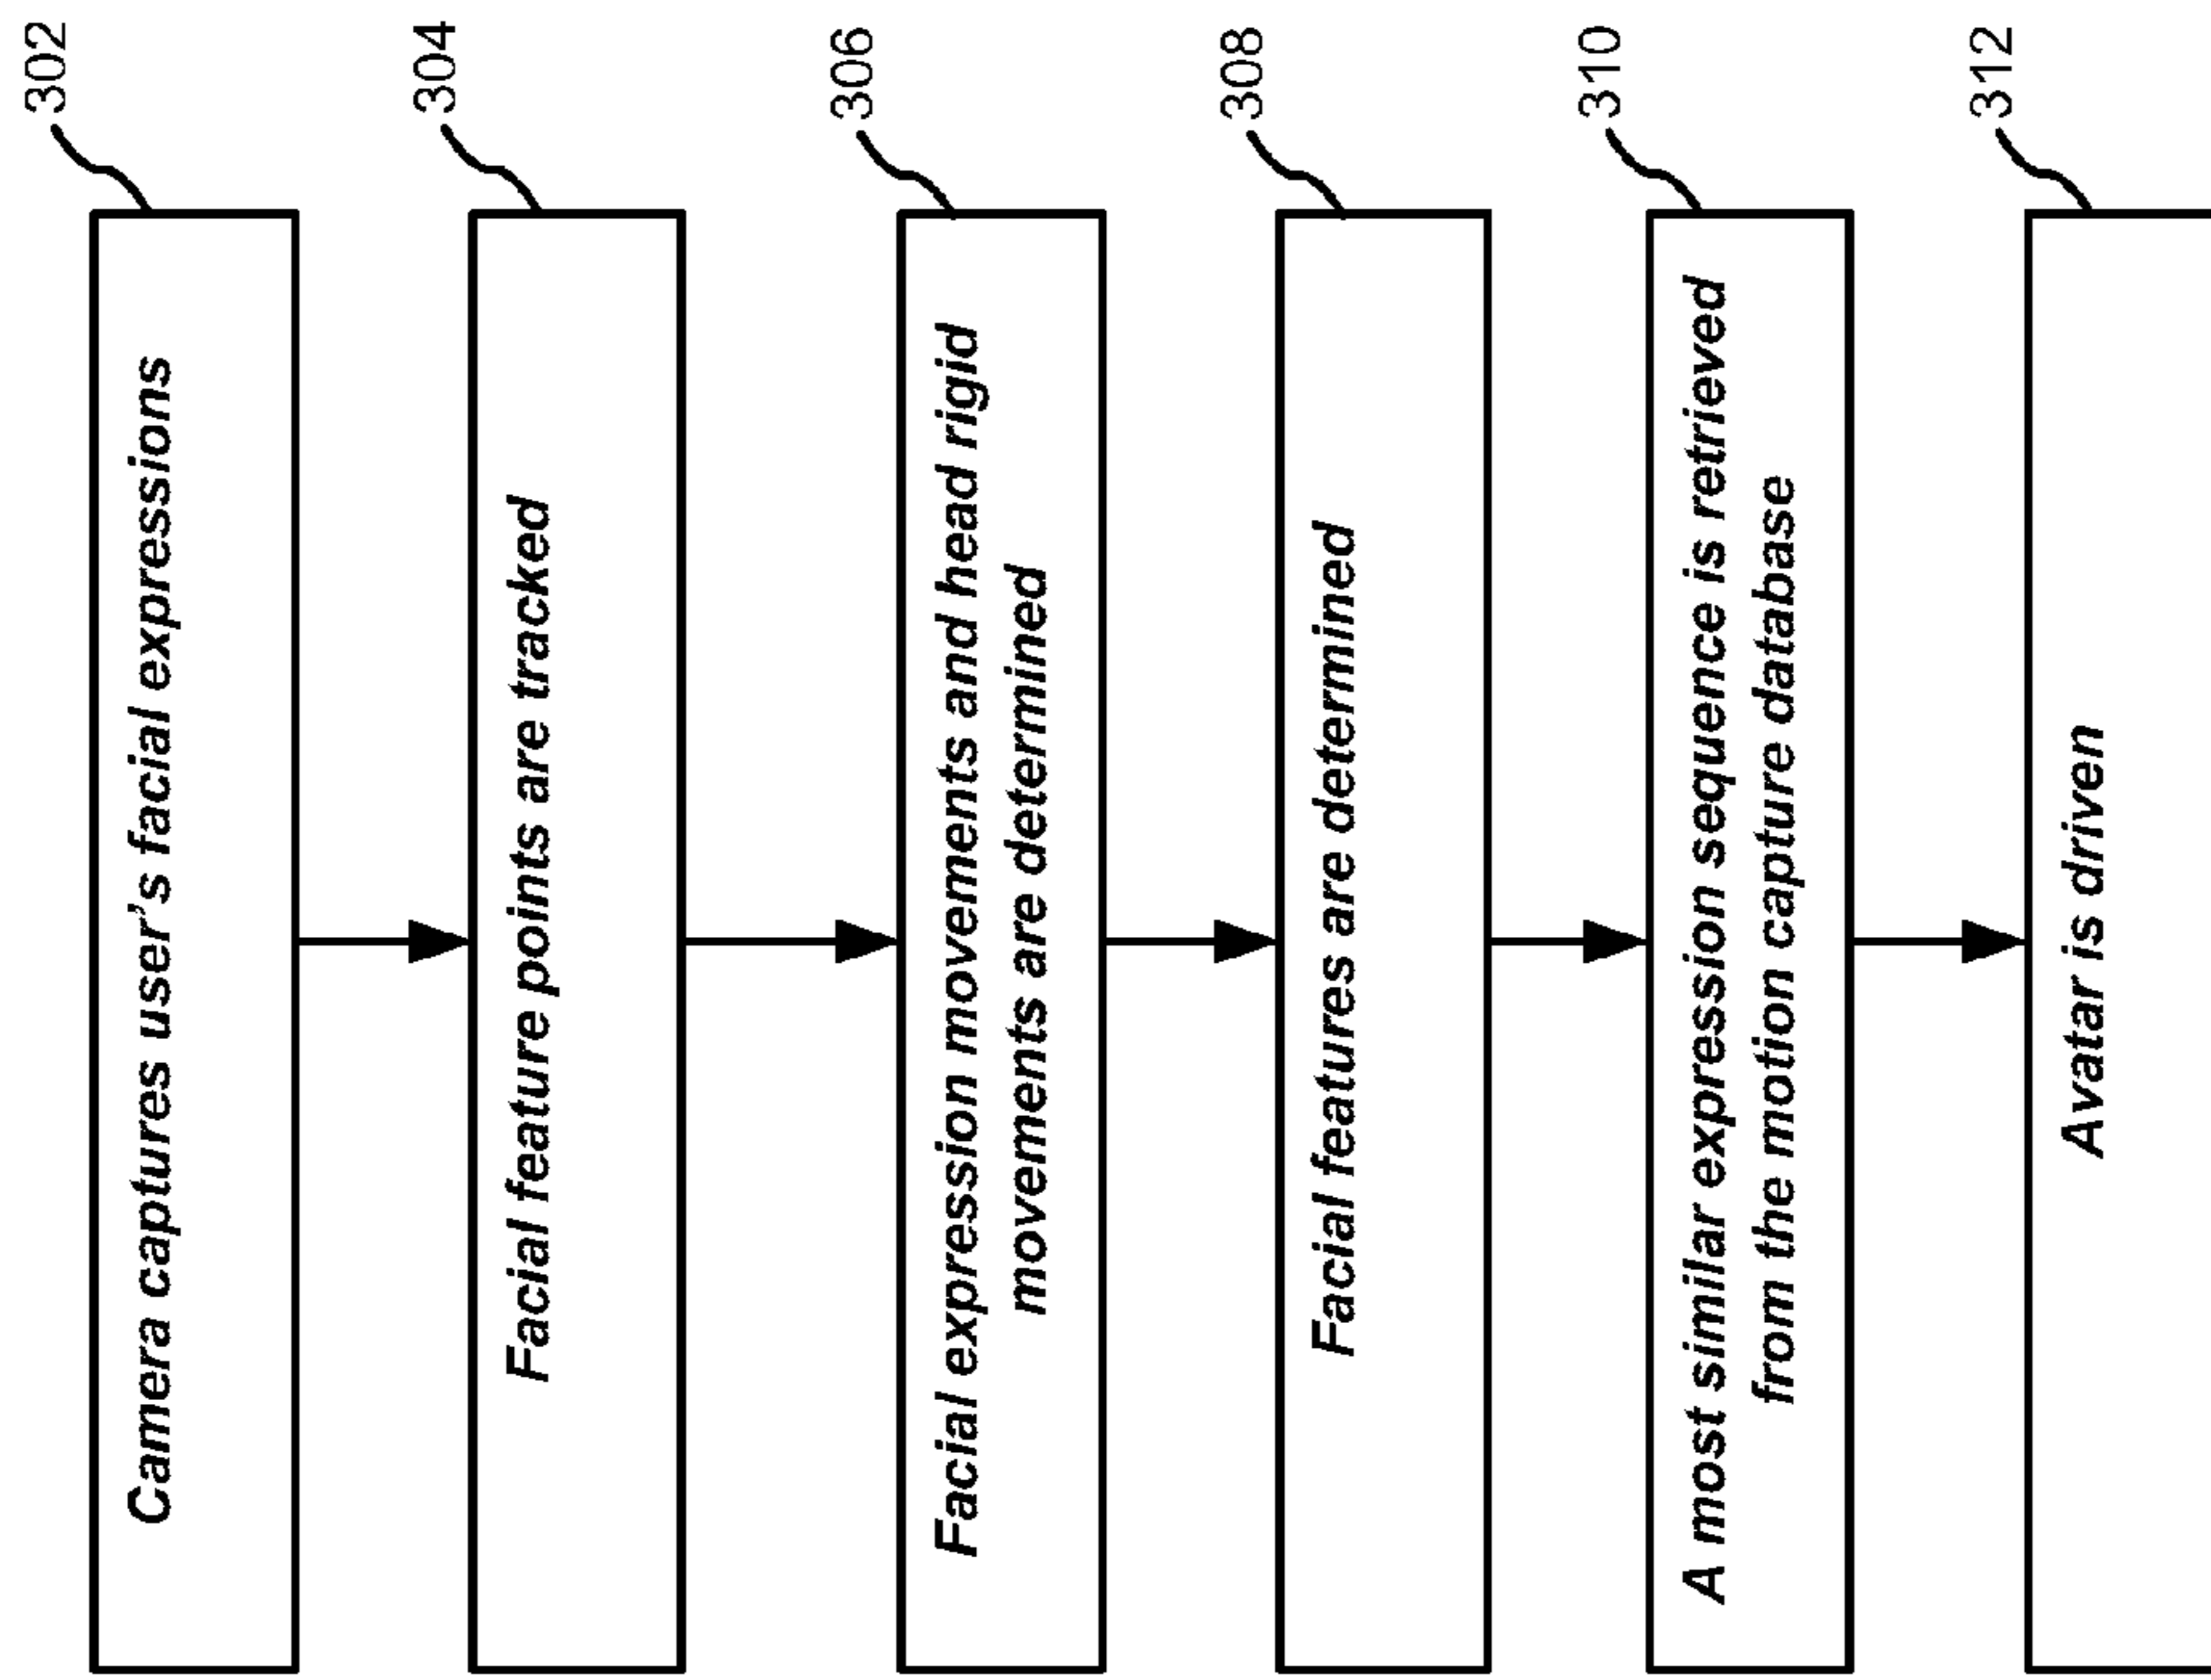 302
Camera captures user's facial expressions
304
Facial feature points are tracked
306
Facial expression movements and head rigid
movements are determined
308
Facial features are determined
310
A most similar expression sequence is retrieved
from the motion capture database
312
Avatar is driven